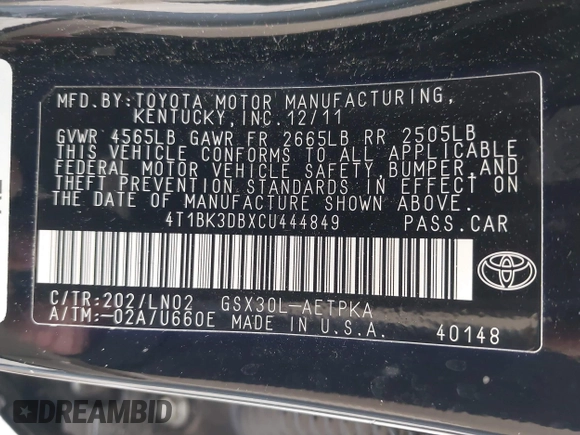 MFD.BY:TOYOTA MOTOR MANUFACTURING,
KENTUCKY,INC.12/11
GVWR 4565LB GAWR FR 2665LB RR 2505LB
THIS VEHICLE CONFORMS TO ALL APPLICABLE
FEDERAL MOTOR VEHICLE SAFETY,BUMPER,AND
THEFT PREVENTION STANDARDS IN EFFECT ON
THE DATE OF MANUFACTURE SHOWN ABOVE.
4T1BK3DBXCU444849 PASS.CAR
C/TR:202/LN02 GSX30L-AETPKA
A/TM:-02A/U660E MADE IN U.S.A.
40148
DREAMBID